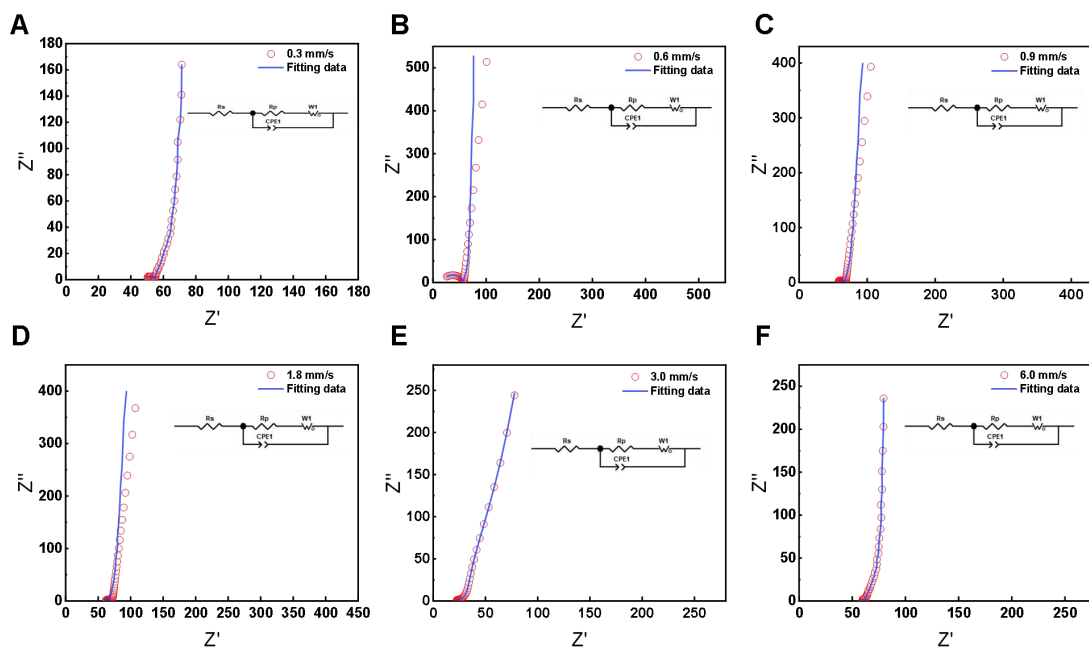 A
0.3 mm/s
Fitting data
180
160
140
120
100
80
60
40
20
0
Z''
Rs
Rp
W1
CPE1
0 20 40 60 80 100 120 140 160 180
Z'
B
0.6 mm/s
Fitting data
500
400
300
200
100
0
Z''
Rs
Rp
W1
CPE1
0 100 200 300 400 500
Z'
C
0.9 mm/s
Fitting data
400
300
200
100
0
Z''
Rs
Rp
W1
CPE1
0 100 200 300 400
Z'
D
1.8 mm/s
Fitting data
400
300
200
100
0
Z''
Rs
Rp
W1
CPE1
0 50 100 150 200 250 300 350 400 450
Z'
E
3.0 mm/s
Fitting data
250
200
150
100
50
0
Z''
Rs
Rp
W1
CPE1
0 50 100 150 200 250
Z'
F
6.0 mm/s
Fitting data
250
200
150
100
50
0
Z''
Rs
Rp
W1
CPE1
0 50 100 150 200 250
Z'